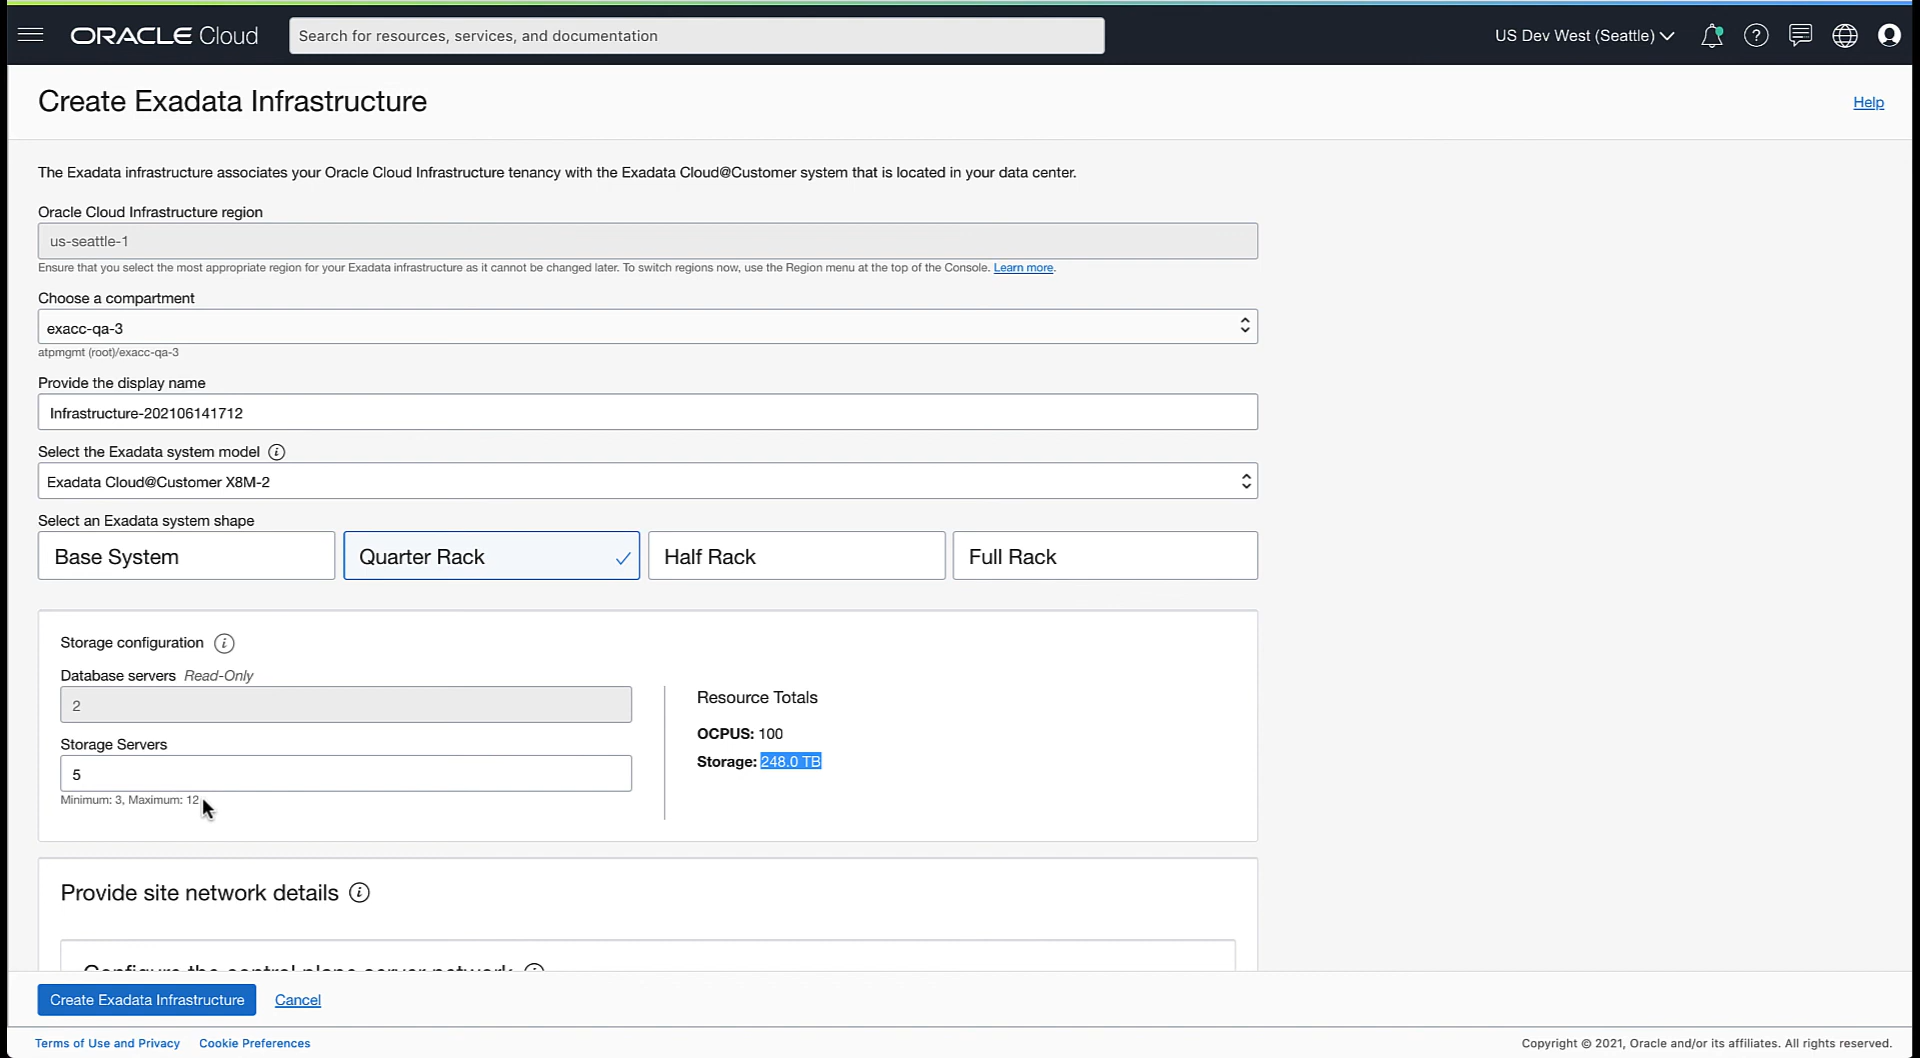 ORACLE Cloud
Search for resources, services, and documentation
US Dev West (Seattle)
Create Exadata Infrastructure
Help
The Exadata infrastructure associates your Oracle Cloud Infrastructure tenancy with the Exadata Cloud@Customer system that is located in your data center.
Oracle Cloud Infrastructure region
us-seattle-1
Ensure that you select the most appropriate region for your Exadata infrastructure as it cannot be changed later. To switch regions now, use the Region menu at the top of the Console. Learn more.
Choose a compartment
exacc-qa-3
atpmgmt (root)/exacc-qa-3
Provide the display name
Infrastructure-202106141712
Select the Exadata system model
Exadata Cloud@Customer X8M-2
Select an Exadata system shape
Base System
Quarter Rack
Half Rack
Full Rack
Storage configuration
Database servers Read-Only
2
Storage Servers
5
Minimum: 3, Maximum: 12
Resource Totals
OCPUS: 100
Storage: 248.0 TB
Provide site network details
Configure the control plane server network
Create Exadata Infrastructure
Cancel
Terms of Use and Privacy
Cookie Preferences
Copyright © 2021, Oracle and/or its affiliates. All rights reserved.